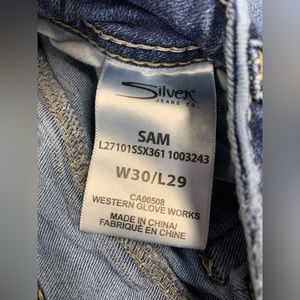 Silver
JEANS CO.
SAM
L27101SSX361 1003243
W30/L29
CA00508
WESTERN GLOVE WORKS
MADE IN CHINA/
FABRIQUÉ EN CHINE